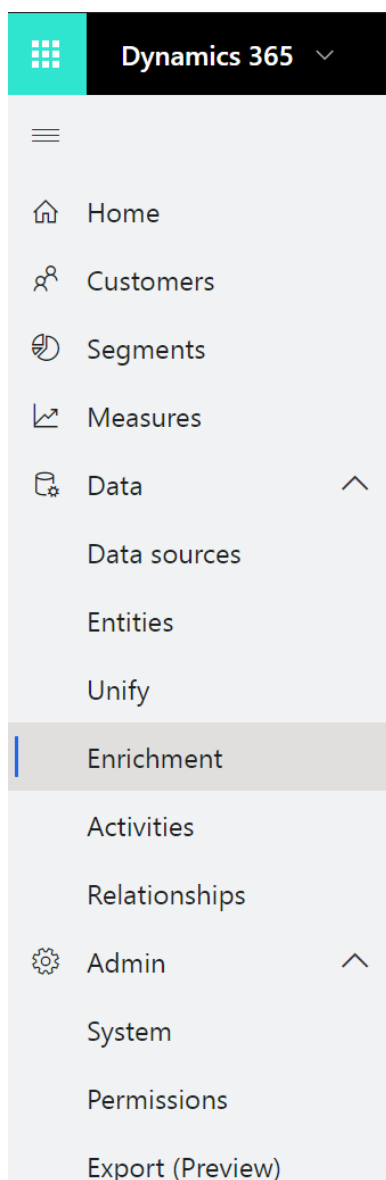 Dynamics 365
Home
Customers
Segments
Measures
Data
Data sources
Entities
Unify
Enrichment
Activities
Relationships
Admin
System
Permissions
Export (Preview)